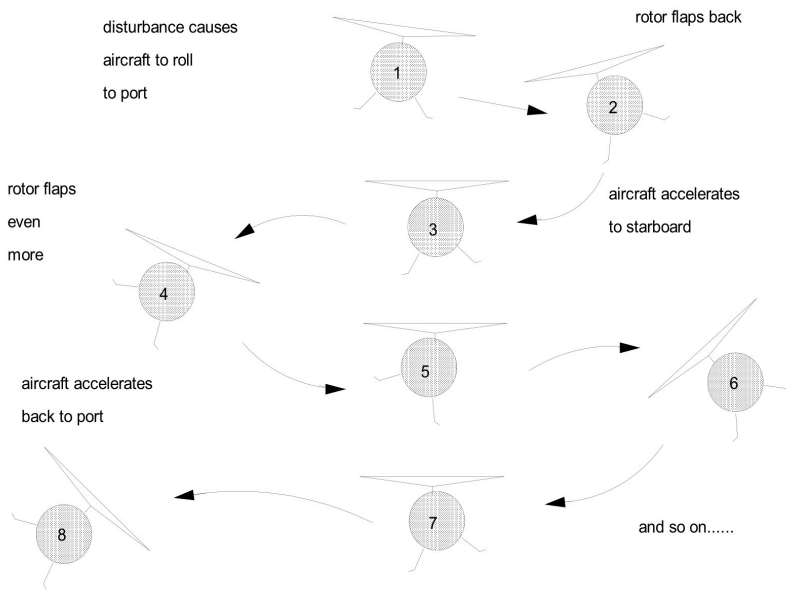 disturbance causes
aircraft to roll
to port
rotor flaps back
1
2
rotor flaps
even
more
3
aircraft accelerates
to starboard
4
5
6
aircraft accelerates
back to port
7
8
and so on......